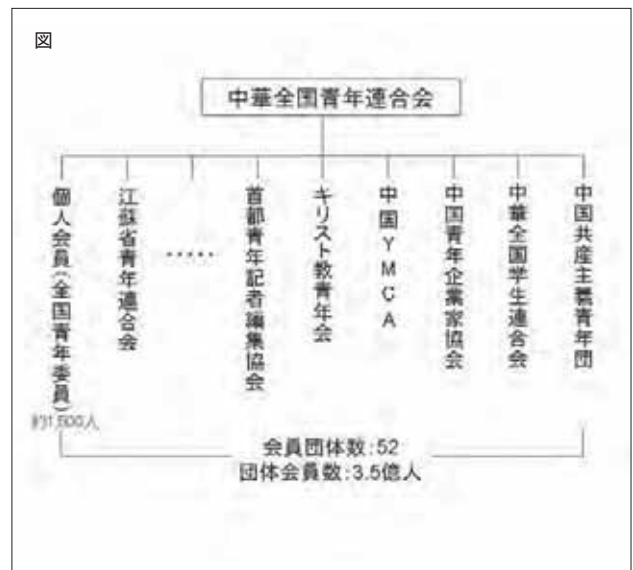 図
中華全国青年連合会
中国共産主義青年団
中華全国学生連合会
中国青年企業家協会
中国YMCA
キリスト教青年会
首都青年記者編集協会
……
江蘇省青年連合会
個人会員(全国青年委員)
約1,500人
会員団体数:52
団体会員数:3.5億人